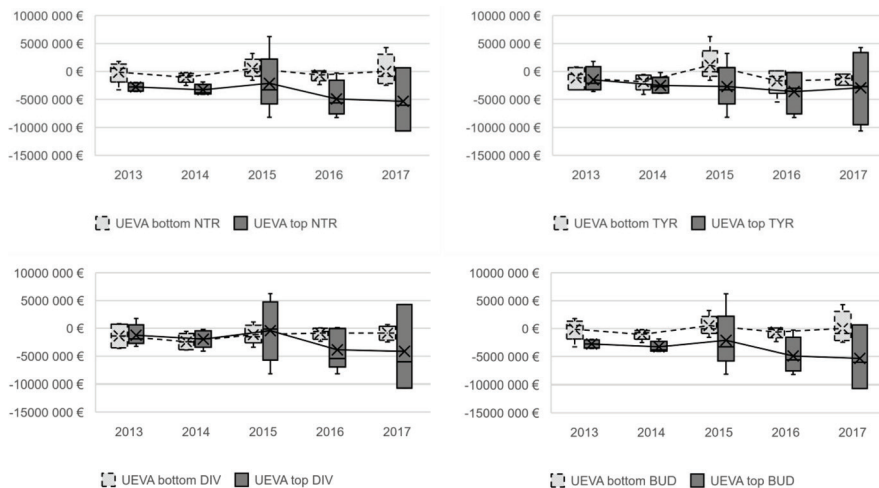 10000 000 €
5000 000 €
0 €
-5000 000 €
-10000 000 €
-15000 000 €
2013 2014 2015 2016 2017
UEVA bottom NTR UEVA top NTR
10000 000 €
5000 000 €
0 €
-5000 000 €
-10000 000 €
-15000 000 €
2013 2014 2015 2016 2017
UEVA bottom TYR UEVA top TYR
10000 000 €
5000 000 €
0 €
-5000 000 €
-10000 000 €
-15000 000 €
2013 2014 2015 2016 2017
UEVA bottom DIV UEVA top DIV
10000 000 €
5000 000 €
0 €
-5000 000 €
-10000 000 €
-15000 000 €
2013 2014 2015 2016 2017
UEVA bottom BUD UEVA top BUD